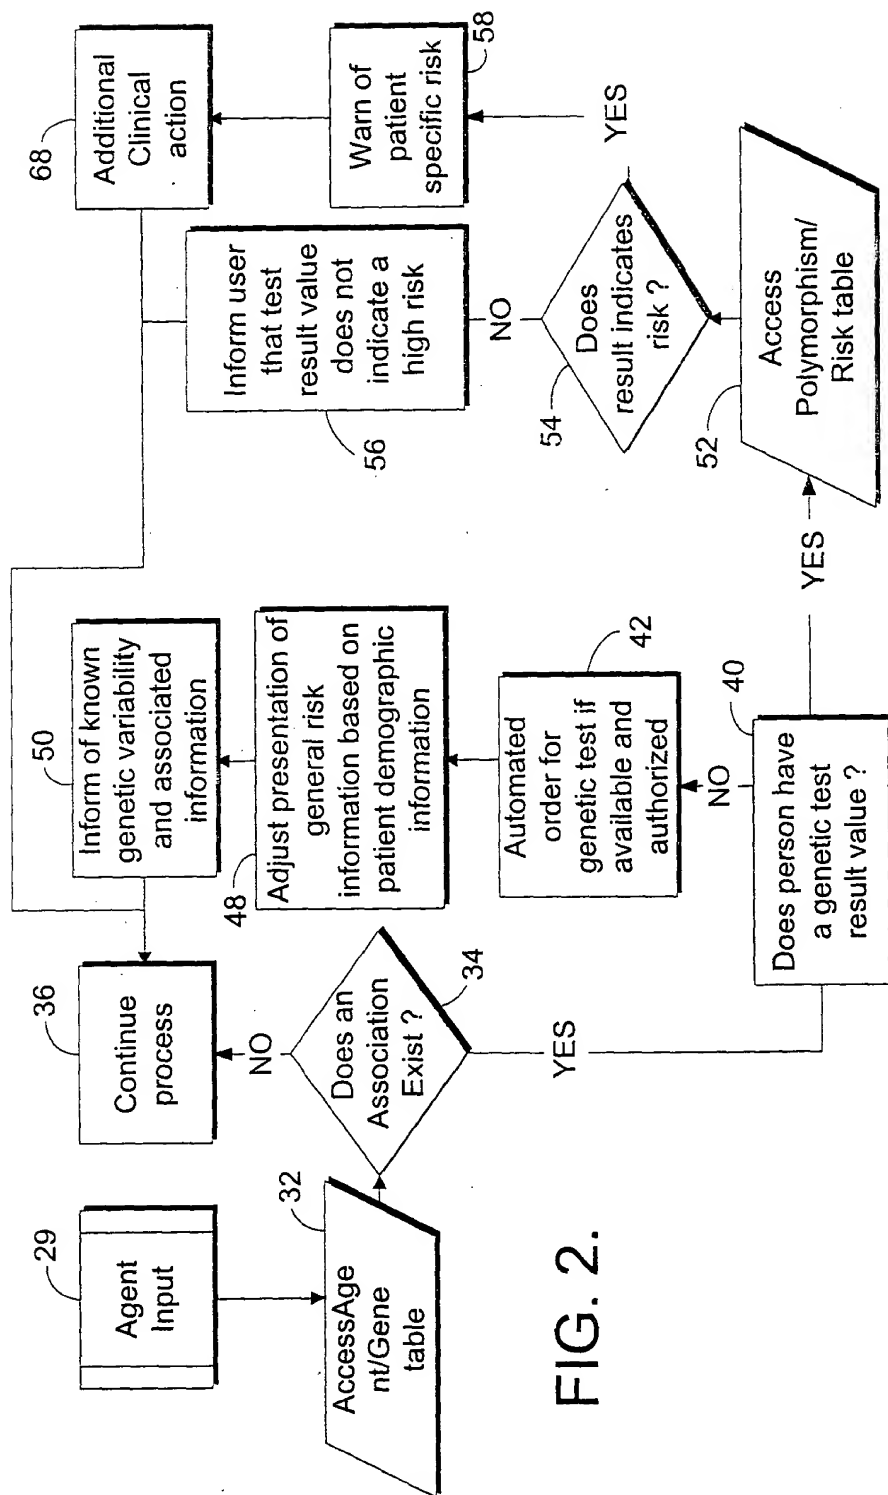 29
Agent
Input
32
AccessAge
nt/Gene
table
34
Does an
Association
Exist ?
NO
36
Continue
process
YES
40
Does person have
a genetic test
result value ?
NO
42
Automated
order for
genetic test if
available and
authorized
48
Adjust presentation of
general risk
information based on
patient demographic
information
50
Inform of known
genetic variability
and associated
information
YES
52
Access
Polymorphism/
Risk table
54
Does
result indicates
risk ?
NO
56
Inform user
that test
result value
does not
indicate a
high risk
YES
58
Warn of
patient
specific risk
68
Additional
Clinical
action
FIG. 2.